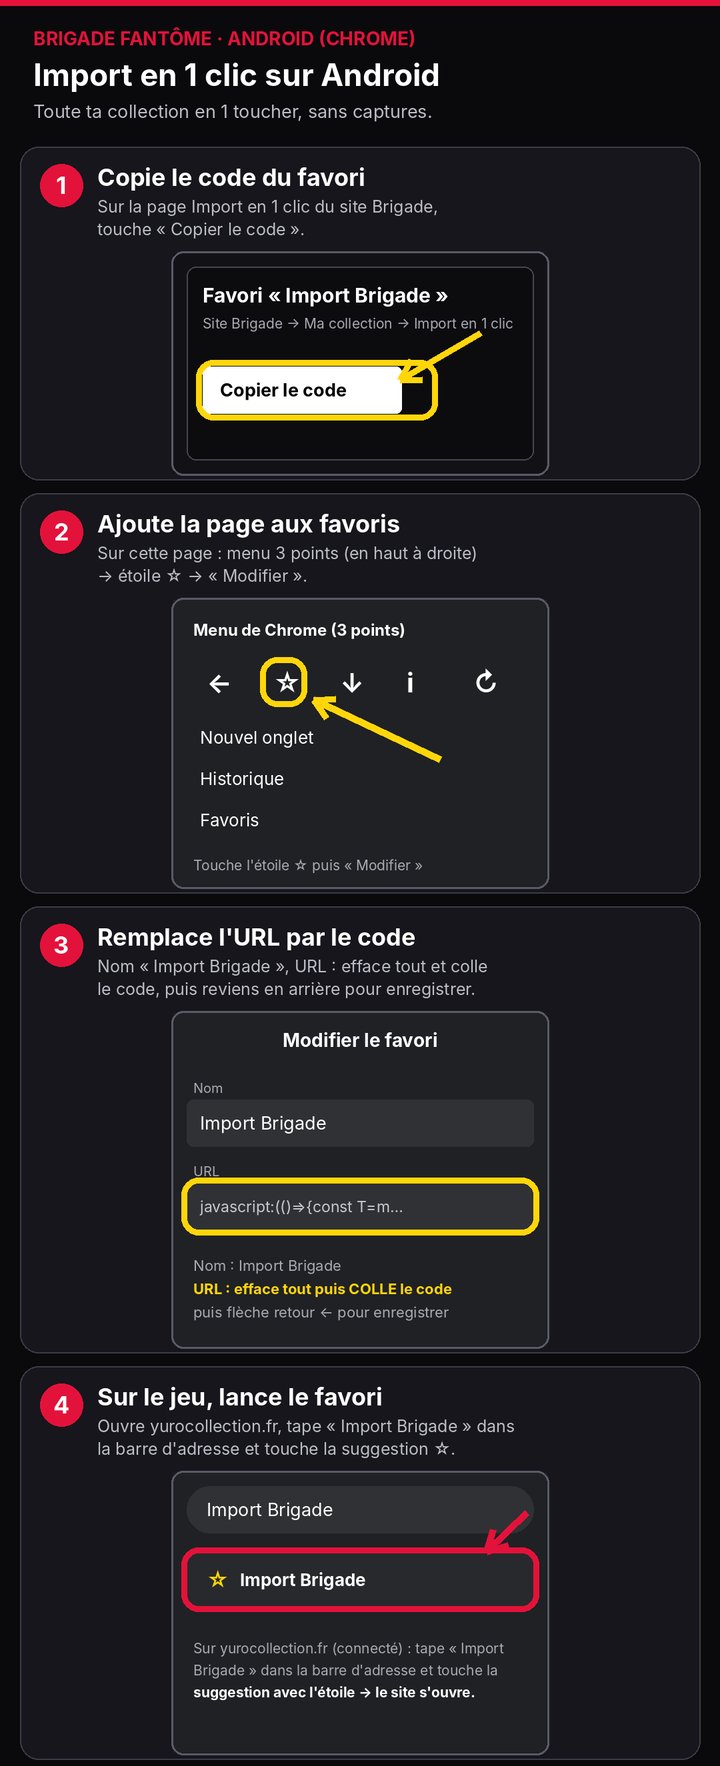 BRIGADE FANTÔME · ANDROID (CHROME)
Import en 1 clic sur Android
Toute ta collection en 1 toucher, sans captures.
1
Copie le code du favori
Sur la page Import en 1 clic du site Brigade,
touche « Copier le code ».
Favori « Import Brigade »
Site Brigade → Ma collection → Import en 1 clic
Copier le code
2
Ajoute la page aux favoris
Sur cette page : menu 3 points (en haut à droite)
→ étoile ☆ → « Modifier ».
Menu de Chrome (3 points)
← ☆ ↓ i ↻
Nouvel onglet
Historique
Favoris
Touche l'étoile ☆ puis « Modifier »
3
Remplace l'URL par le code
Nom « Import Brigade », URL : efface tout et colle
le code, puis reviens en arrière pour enregistrer.
Modifier le favori
Nom
Import Brigade
URL
javascript:(()=>{const T=m...
Nom : Import Brigade
URL : efface tout puis COLLE le code
puis flèche retour ← pour enregistrer
4
Sur le jeu, lance le favori
Ouvre yurocollection.fr, tape « Import Brigade » dans
la barre d'adresse et touche la suggestion ☆.
Import Brigade
☆ Import Brigade
Sur yurocollection.fr (connecté) : tape « Import
Brigade » dans la barre d'adresse et touche la
suggestion avec l'étoile → le site s'ouvre.